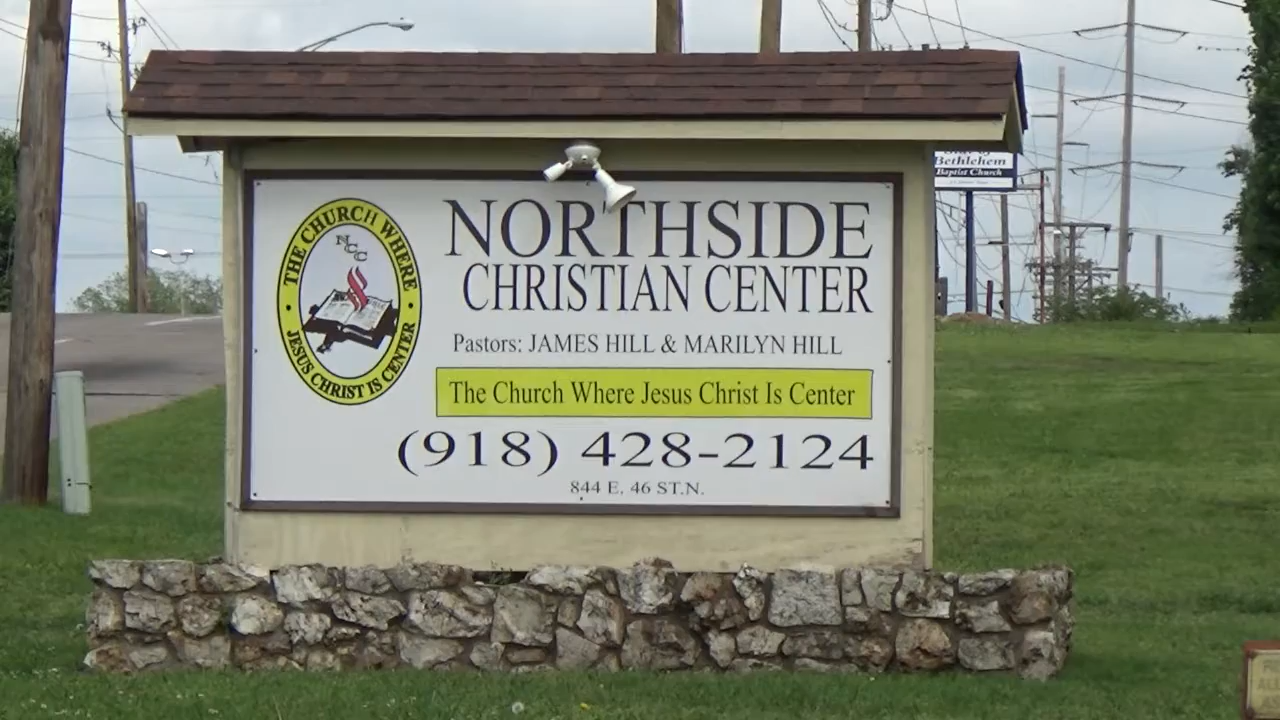 THE CHURCH WHERE
NCC
JESUS CHRIST IS CENTER
NORTHSIDE
CHRISTIAN CENTER
Pastors: JAMES HILL & MARILYN HILL
The Church Where Jesus Christ Is Center
(918) 428-2124
844 E. 46 ST.N.
Bethlehem
Baptist Church